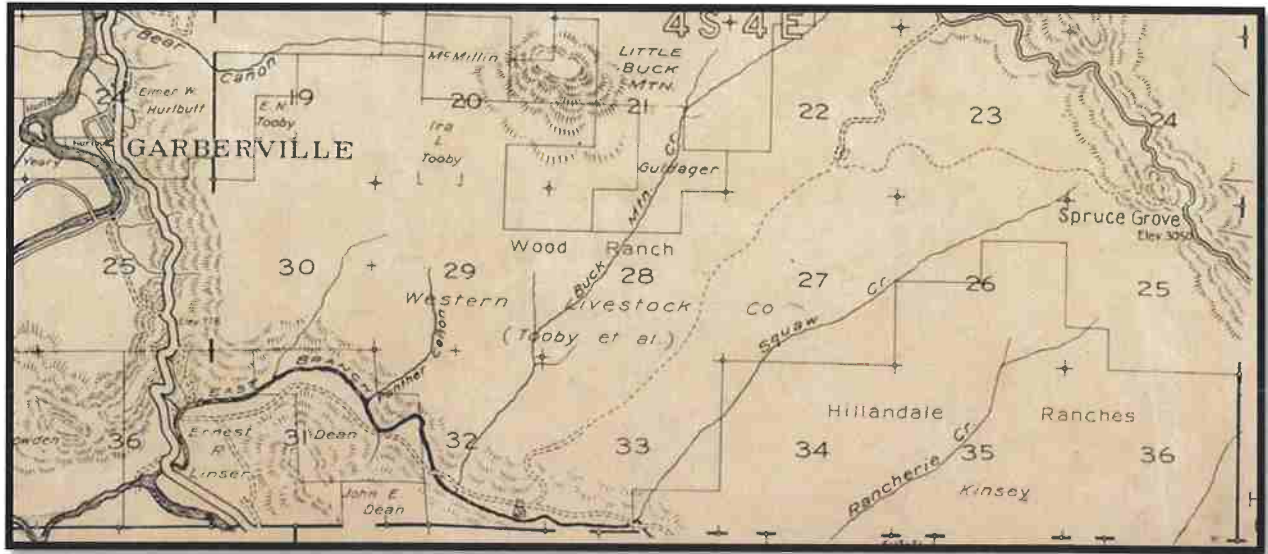 4S 4E
Bear
Canon
McMillin
LITTLE
BUCK
MTN.
24
Elmer W.
Hurlbutt
19
E. N.
Tooby
20
Ira
L
Tooby
21
22
23
24
GARBERVILLE
Guldager
Buck Mtn. Cr.
Spruce Grove
Elev. 3050
Wood Ranch
25
30
29
28
27
26
25
Western Livestock Co
(Tooby et al.)
Squaw Cr.
Panther Canon
EAST BRANCH
36
Ernest
R
Linser
31
Dean
32
33
34
35
36
Hillandale Ranches
John E.
Dean
Rancherie Cr.
Kinsey